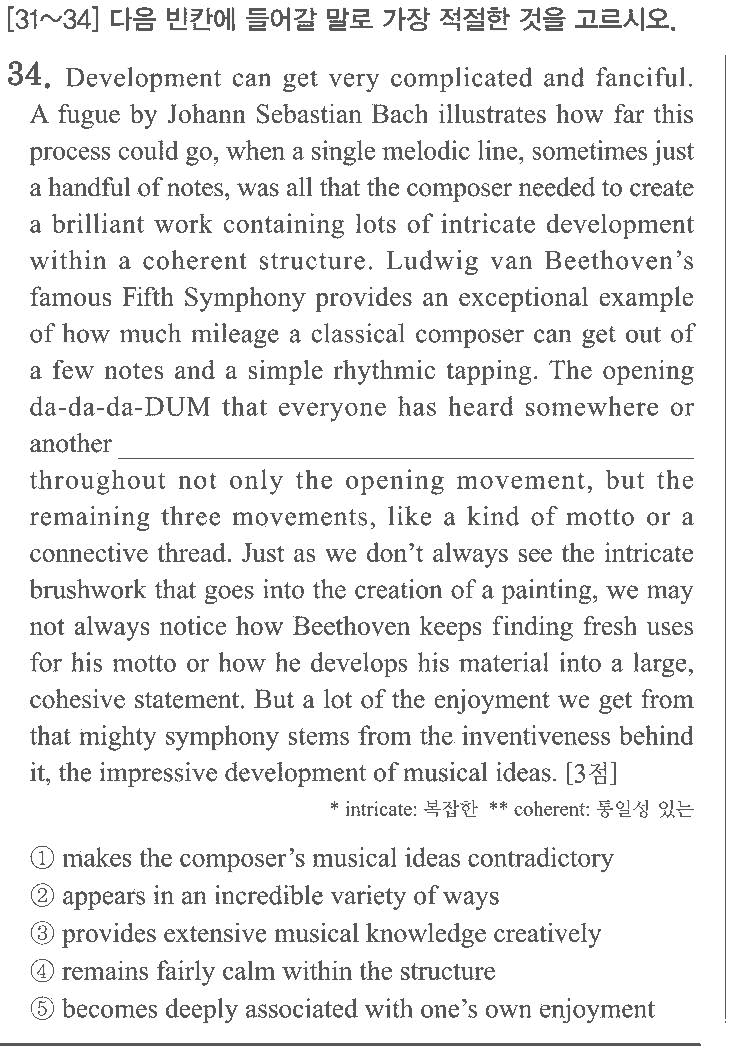 [31~34] 다음 빈칸에 들어갈 말로 가장 적절한 것을 고르시오.
34. Development can get very complicated and fanciful.
A fugue by Johann Sebastian Bach illustrates how far this
process could go, when a single melodic line, sometimes just
a handful of notes, was all that the composer needed to create
a brilliant work containing lots of intricate development
within a coherent structure. Ludwig van Beethoven's
famous Fifth Symphony provides an exceptional example
of how much mileage a classical composer can get out of
a few notes and a simple rhythmic tapping. The opening
da-da-da-DUM that everyone has heard somewhere or
another ________________
throughout not only the opening movement, but the
remaining three movements, like a kind of motto or a
connective thread. Just as we don't always see the intricate
brushwork that goes into the creation of a painting, we may
not always notice how Beethoven keeps finding fresh uses
for his motto or how he develops his material into a large,
cohesive statement. But a lot of the enjoyment we get from
that mighty symphony stems from the inventiveness behind
it, the impressive development of musical ideas. [3점]
* intricate: 복잡한 ** coherent: 통일성 있는
① makes the composer's musical ideas contradictory
② appears in an incredible variety of ways
③ provides extensive musical knowledge creatively
④ remains fairly calm within the structure
⑤ becomes deeply associated with one's own enjoyment